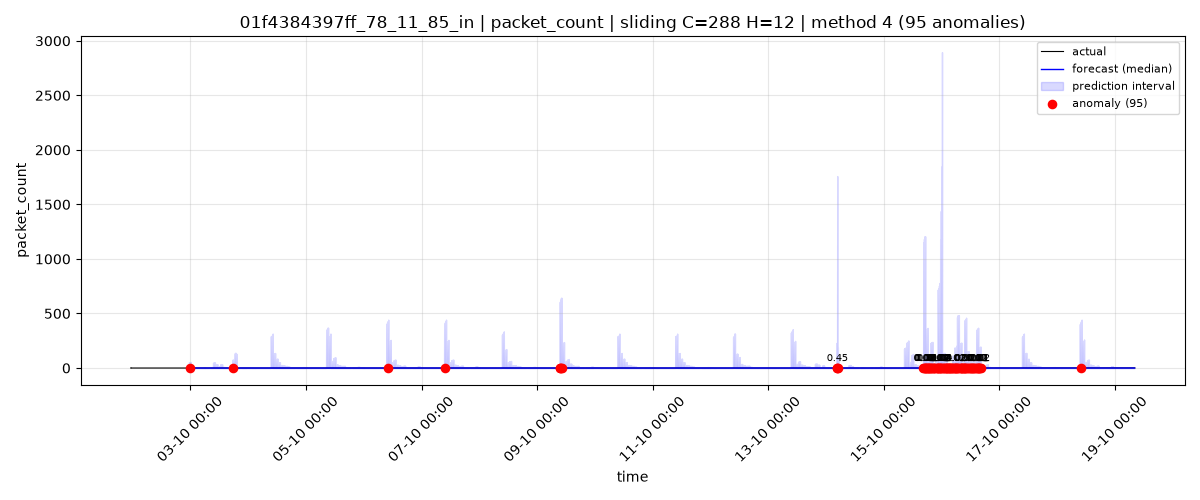 01f4384397ff_78_11_85_in | packet_count | sliding C=288 H=12 | method 4 (95 anomalies)
3000
2500
2000
1500
1000
500
0
packet_count
actual
forecast (median)
prediction interval
anomaly (95)
0.45
03-10 00:00
05-10 00:00
07-10 00:00
09-10 00:00
11-10 00:00
13-10 00:00
15-10 00:00
17-10 00:00
19-10 00:00
time